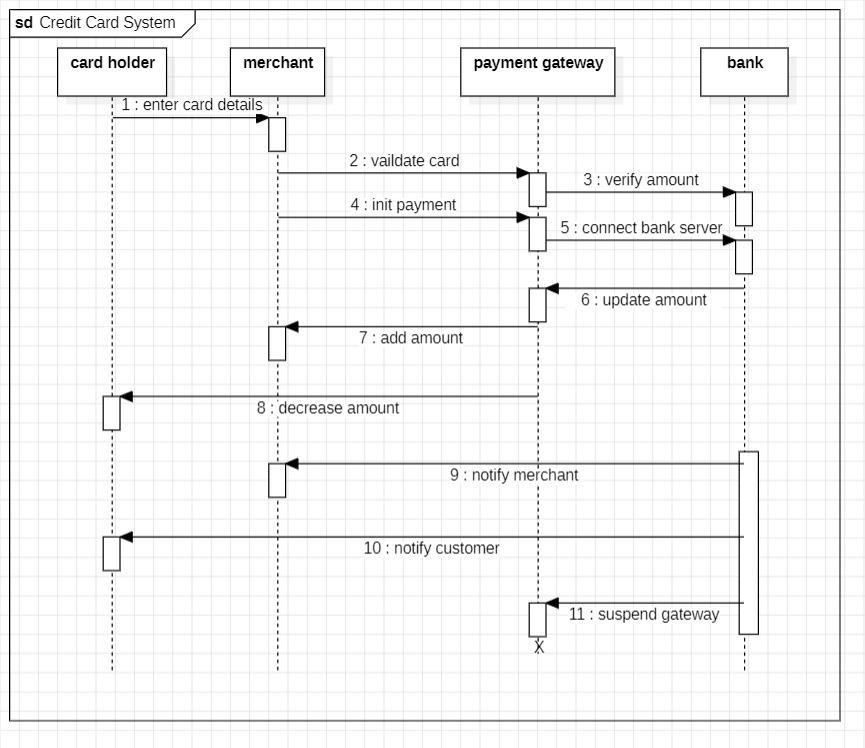 sd Credit Card System
card holder
merchant
payment gateway
bank
1 : enter card details
2 : vaildate card
3 : verify amount
4 : init payment
5 : connect bank server
6 : update amount
7 : add amount
8 : decrease amount
9 : notify merchant
10 : notify customer
11 : suspend gateway
X